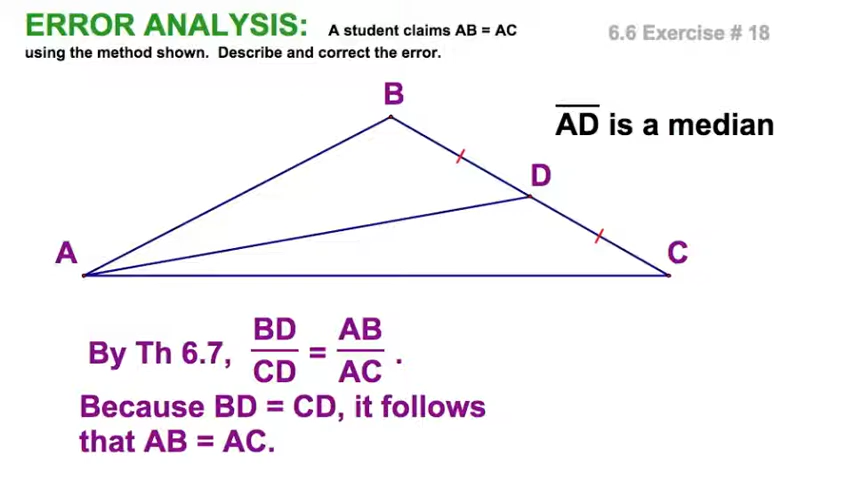 ERROR ANALYSIS: A student claims AB = AC
6.6 Exercise # 18
using the method shown. Describe and correct the error.
B
AD is a median
D
A
C
By Th 6.7, BD/CD = AB/AC .
Because BD = CD, it follows
that AB = AC.